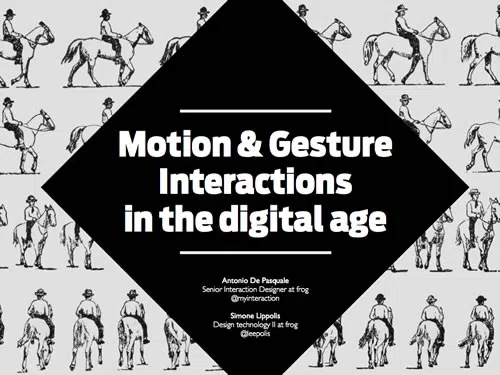 Motion & Gesture
Interactions
in the digital age
Antonio De Pasquale
Senior Interaction Designer at frog
@myinteraction
Simone Lippolis
Design technology II at frog
@leepolis